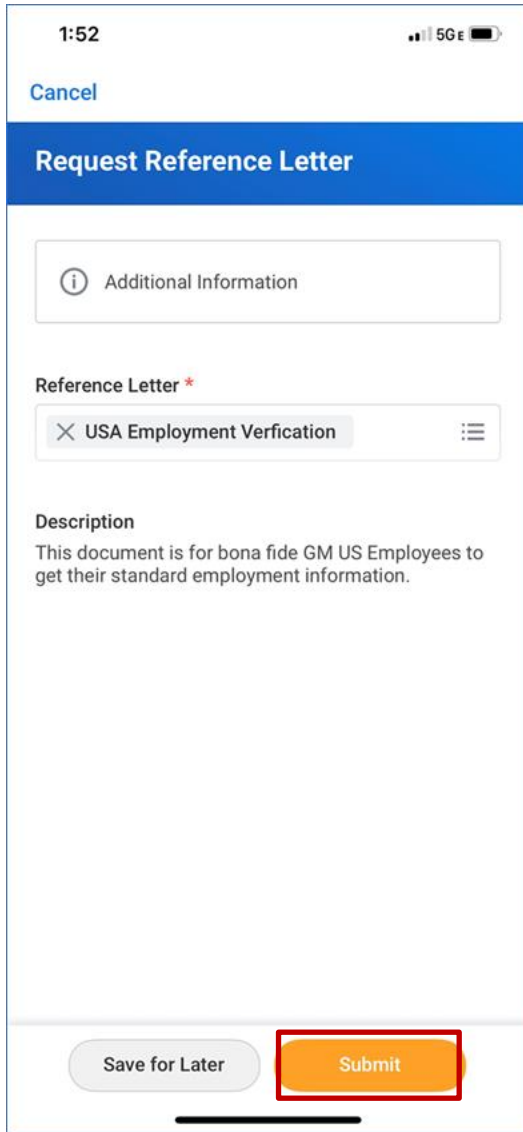 1:52
5G E
Cancel
Request Reference Letter
Additional Information
Reference Letter *
USA Employment Verfication
Description
This document is for bona fide GM US Employees to
get their standard employment information.
Save for Later
Submit